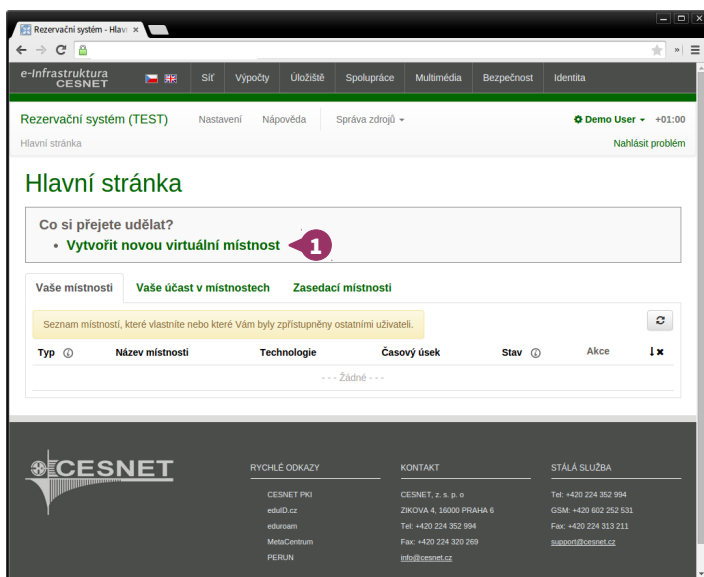 Rezervační systém - Hlav
e-Infrastruktura
CESNET
Síť Výpočty Úložiště Spolupráce Multimédia Bezpečnost Identita
Rezervační systém (TEST) Nastavení Nápověda Správa zdrojů Demo User +01:00
Hlavní stránka Nahlásit problém
Hlavní stránka
Co si přejete udělat?
• Vytvořit novou virtuální místnost 1
Vaše místnosti Vaše účast v místnostech Zasedací místnosti
Seznam místností, které vlastníte nebo které Vám byly zpřístupněny ostatními uživateli.
Typ Název místnosti Technologie Časový úsek Stav Akce
- - - Žádné - - -
CESNET
RYCHLÉ ODKAZY KONTAKT STÁLÁ SLUŽBA
CESNET PKI CESNET, z. s. p. o Tel: +420 224 352 994
eduID.cz ZIKOVA 4, 16000 PRAHA 6 GSM: +420 602 252 531
eduroam Tel: +420 224 352 994 Fax: +420 224 313 211
MetaCentrum Fax: +420 224 320 269 support@cesnet.cz
PERUN info@cesnet.cz